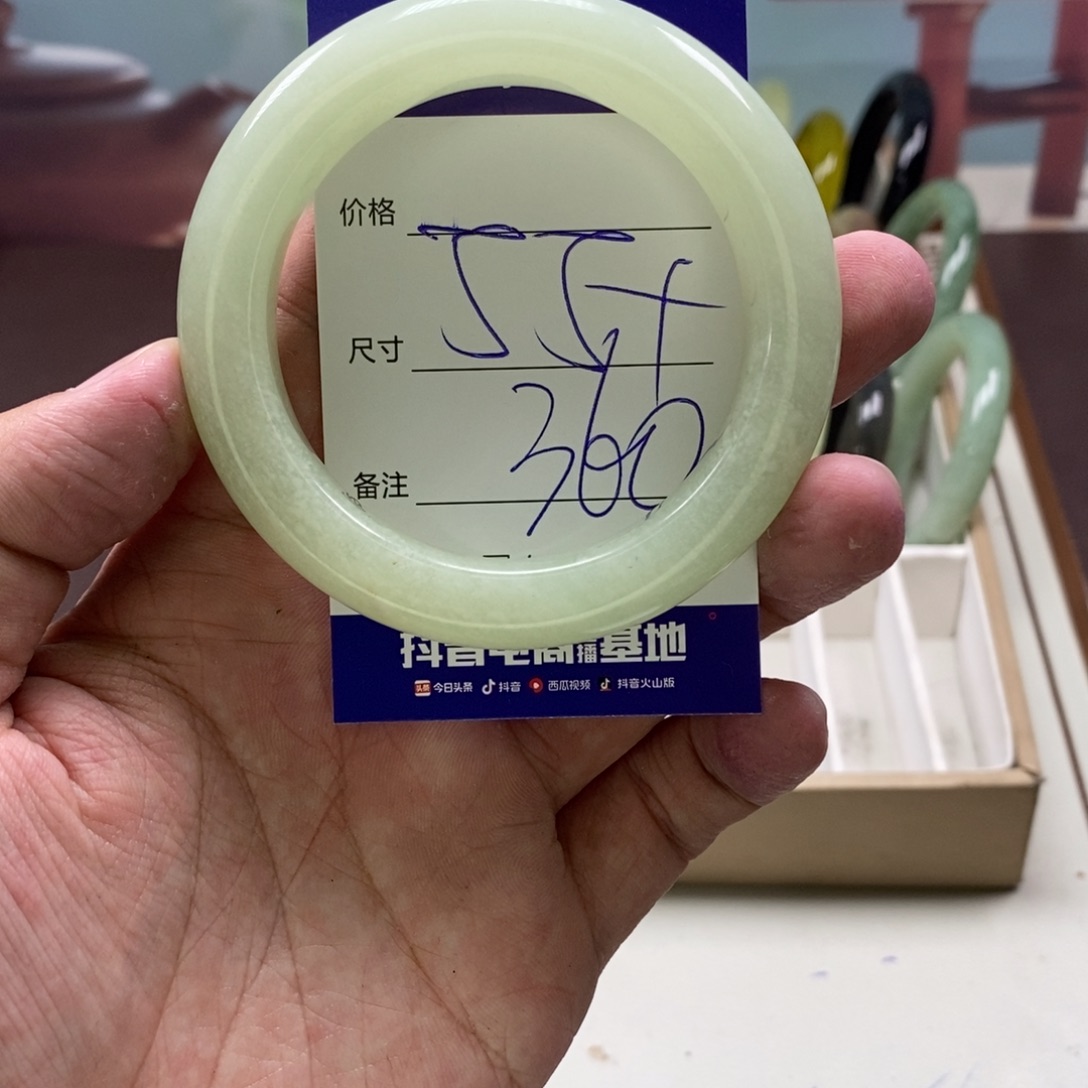 价格
55+
尺寸
360
备注
抖音电商播基地
头条 今日头条 抖音 西瓜视频 抖音火山版